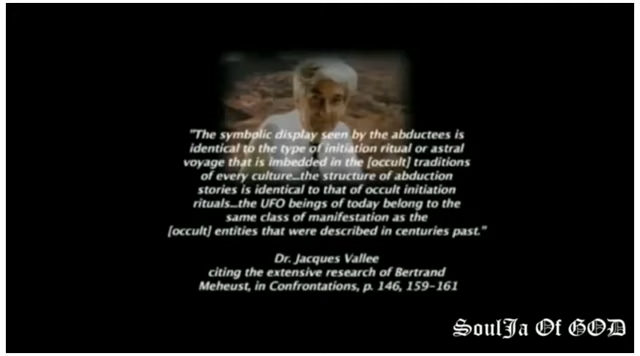 "The symbolic display seen by the abductees is
identical to the type of initiation ritual or astral
voyage that is imbedded in the [occult] traditions
of every culture...the structure of abduction
stories is identical to that of occult initiation
rituals...the UFO beings of today belong to the
same class of manifestation as the
[occult] entities that were described in centuries past."
Dr. Jacques Vallee
citing the extensive research of Bertrand
Meheust, in Confrontations, p. 146, 159-161
SoulJa Of GOD